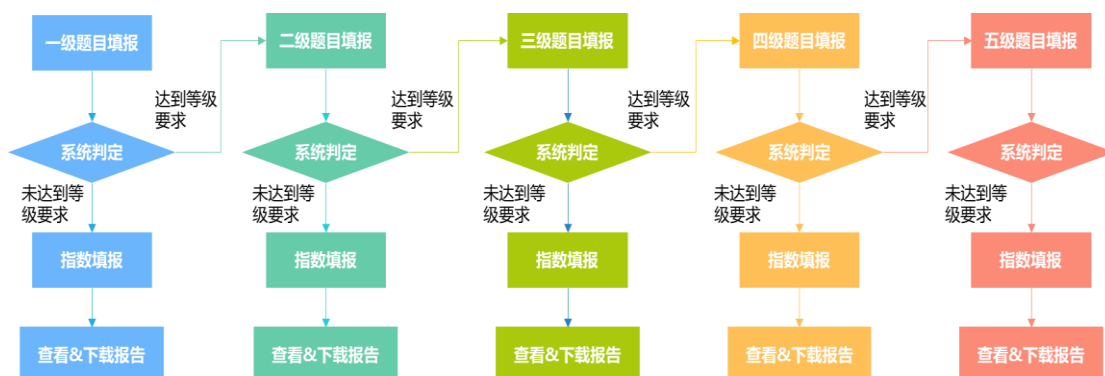 一级题目填报
二级题目填报
三级题目填报
四级题目填报
五级题目填报
达到等级
要求
达到等级
要求
达到等级
要求
达到等级
要求
系统判定
系统判定
系统判定
系统判定
系统判定
未达到等
级要求
未达到等
级要求
未达到等
级要求
未达到等
级要求
未达到等
级要求
指数填报
指数填报
指数填报
指数填报
指数填报
查看&下载报告
查看&下载报告
查看&下载报告
查看&下载报告
查看&下载报告